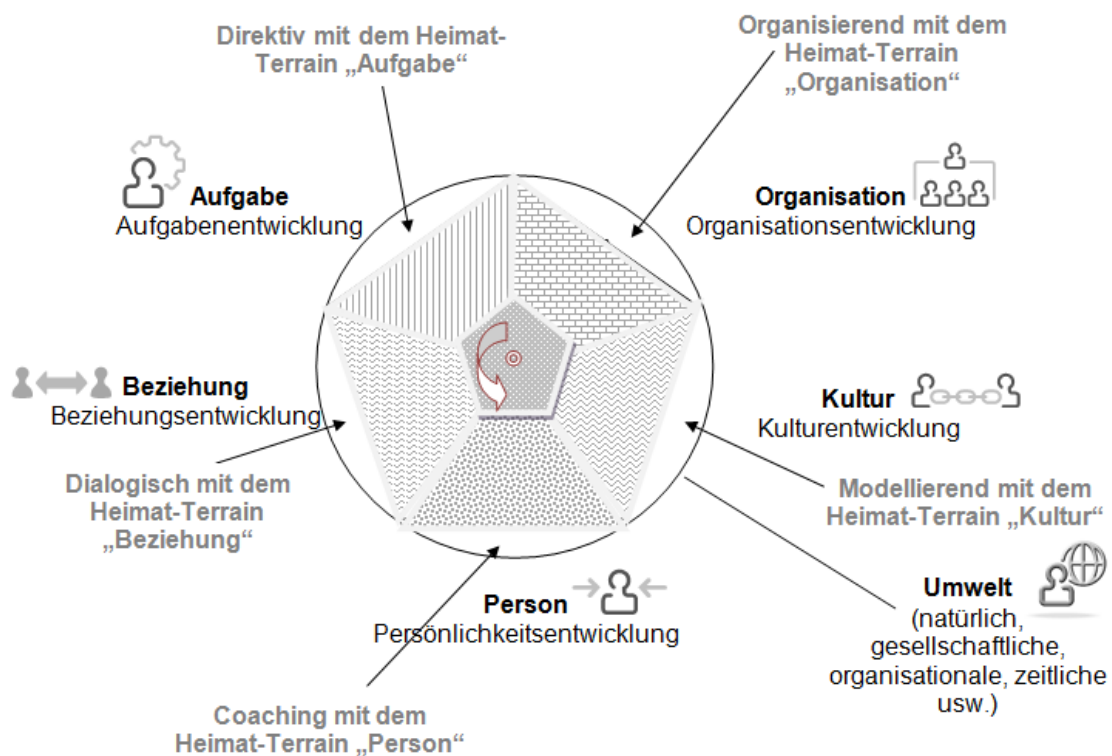 Direktiv mit dem Heimat-
Terrain „Aufgabe“
Organisierend mit dem
Heimat-Terrain
„Organisation“
Aufgabe
Aufgabenentwicklung
Organisation
Organisationsentwicklung
Beziehung
Beziehungsentwicklung
Kultur
Kulturentwicklung
Dialogisch mit dem
Heimat-Terrain
„Beziehung“
Modellierend mit dem
Heimat-Terrain „Kultur“
Person
Persönlichkeitsentwicklung
Umwelt
(natürlich,
gesellschaftliche,
organisationale, zeitliche
usw.)
Coaching mit dem
Heimat-Terrain „Person“